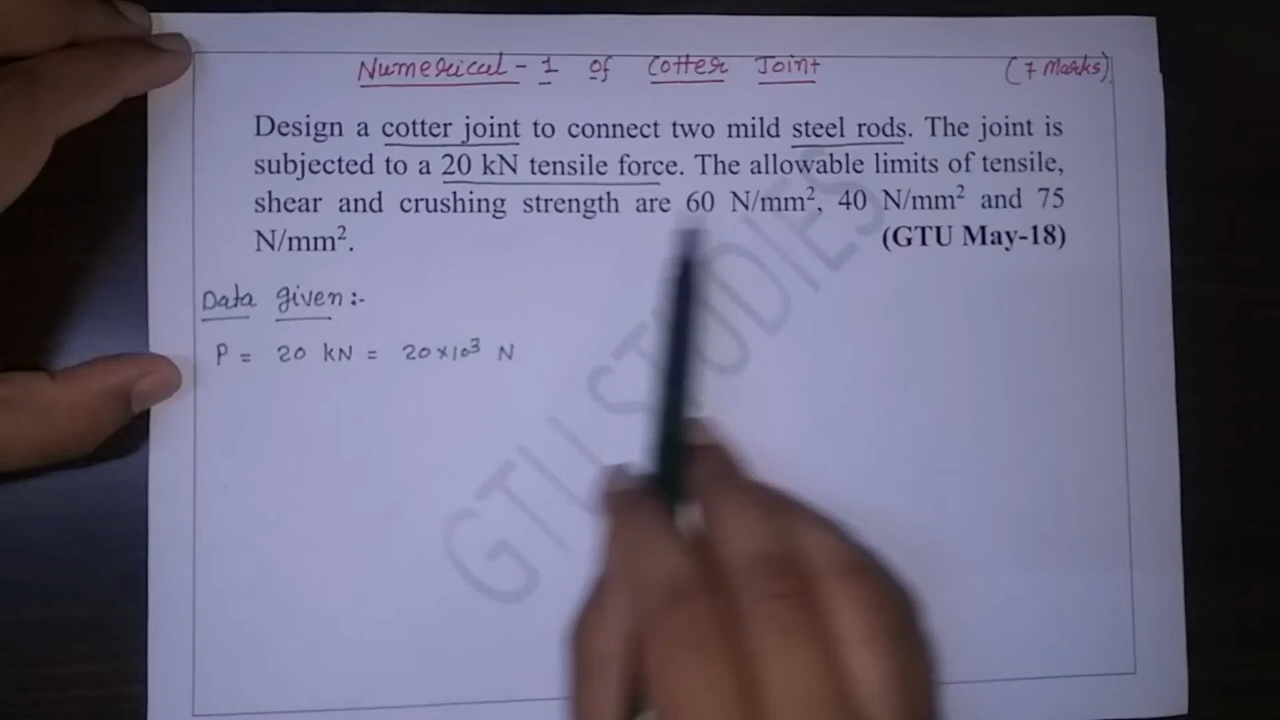 Numerical - 1 of Cotter Joint (7 Marks)
Design a cotter joint to connect two mild steel rods. The joint is
subjected to a 20 kN tensile force. The allowable limits of tensile,
shear and crushing strength are 60 N/mm², 40 N/mm² and 75
N/mm². (GTU May-18)
Data given:-
P = 20 kN = 20×10³ N
GTU STUDIES